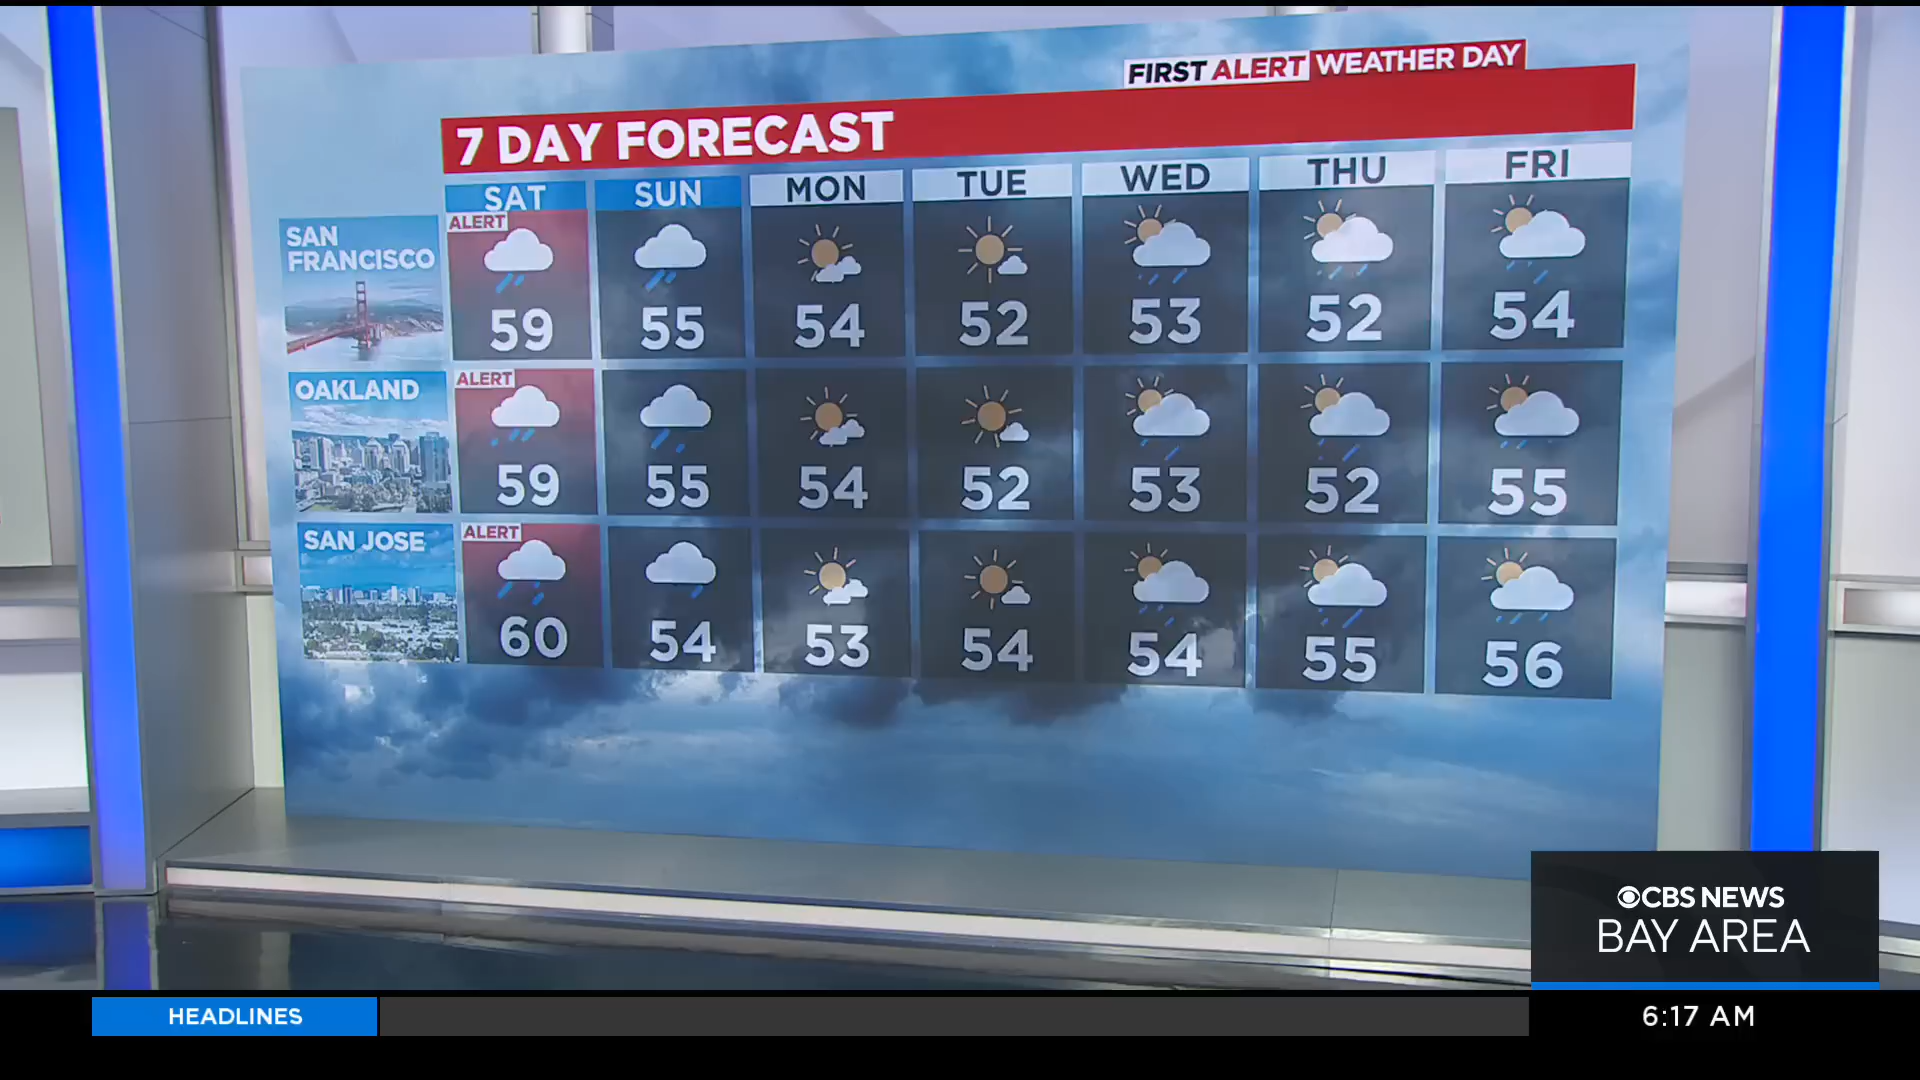 FIRST ALERT WEATHER DAY
7 DAY FORECAST
SAT SUN MON TUE WED THU FRI
SAN FRANCISCO
ALERT
59 55 54 52 53 52 54
OAKLAND
ALERT
59 55 54 52 53 52 55
SAN JOSE
ALERT
60 54 53 54 54 55 56
CBS NEWS
BAY AREA
HEADLINES
6:17 AM